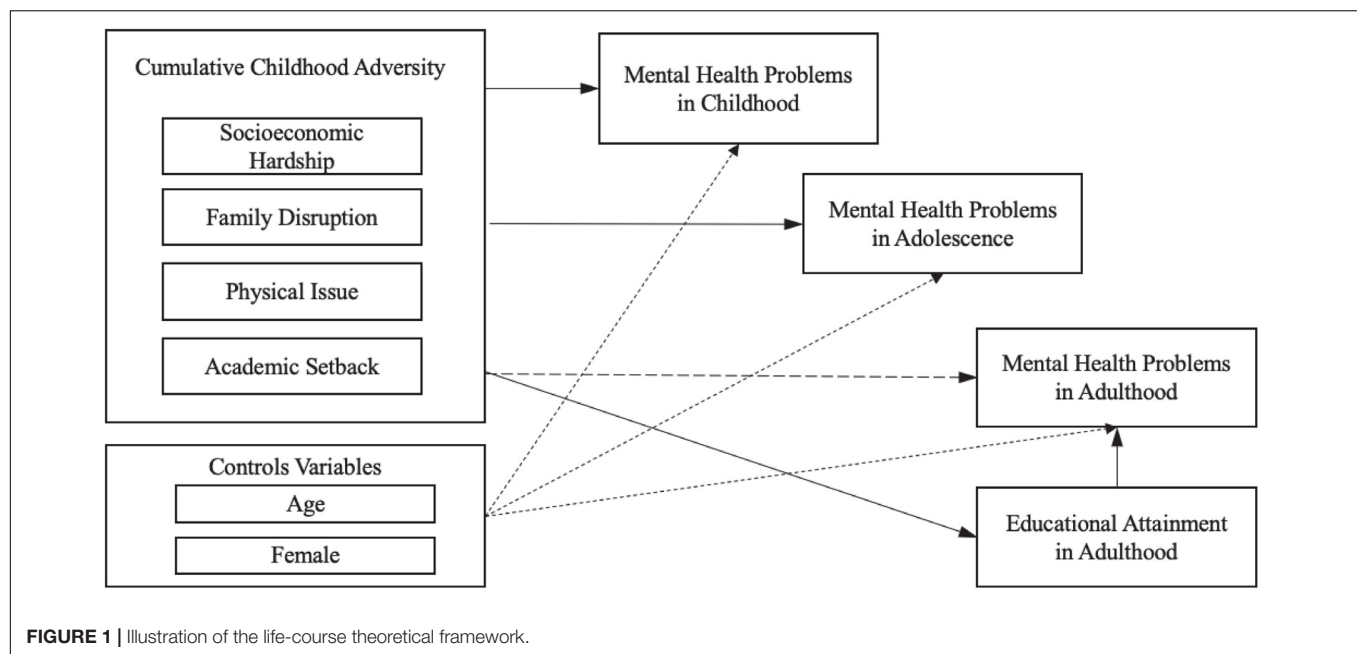 Cumulative Childhood Adversity
Socioeconomic
Hardship
Family Disruption
Physical Issue
Academic Setback
Controls Variables
Age
Female
Mental Health Problems
in Childhood
Mental Health Problems
in Adolescence
Mental Health Problems
in Adulthood
Educational Attainment
in Adulthood
FIGURE 1 | Illustration of the life-course theoretical framework.